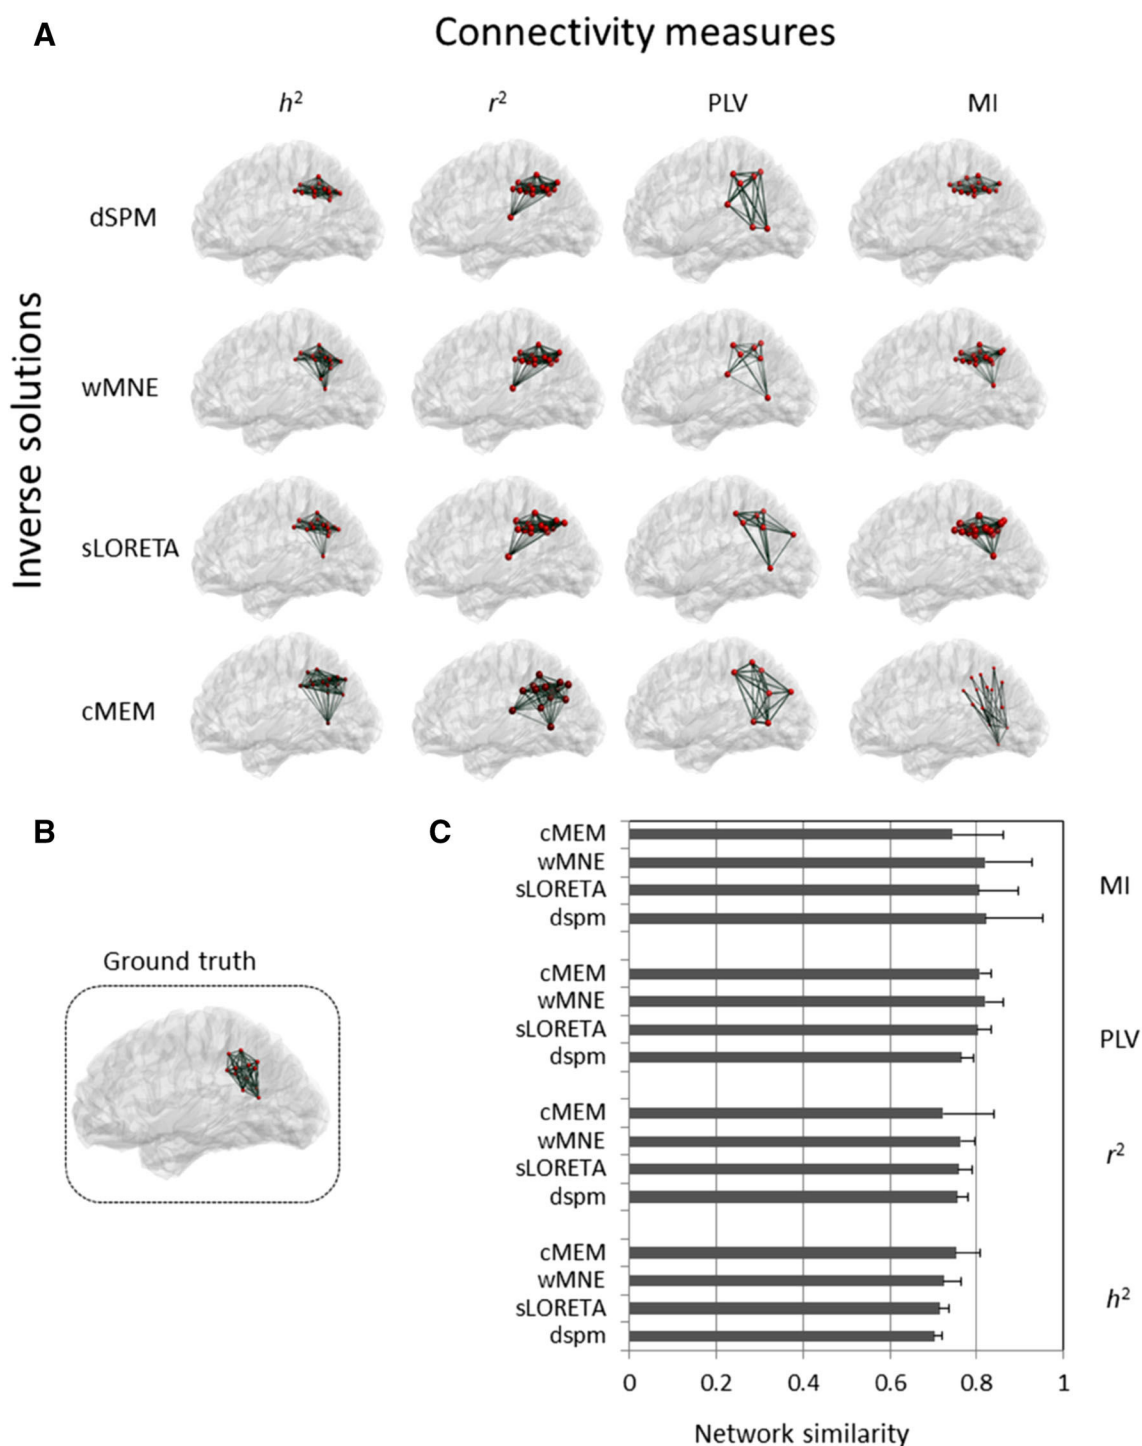 A
Connectivity measures
h² r² PLV MI
Inverse solutions
dSPM
wMNE
sLORETA
cMEM
B
Ground truth
C
cMEM
wMNE
sLORETA
dspm
MI
cMEM
wMNE
sLORETA
dspm
PLV
cMEM
wMNE
sLORETA
dspm
r²
cMEM
wMNE
sLORETA
dspm
h²
0 0.2 0.4 0.6 0.8 1
Network similarity